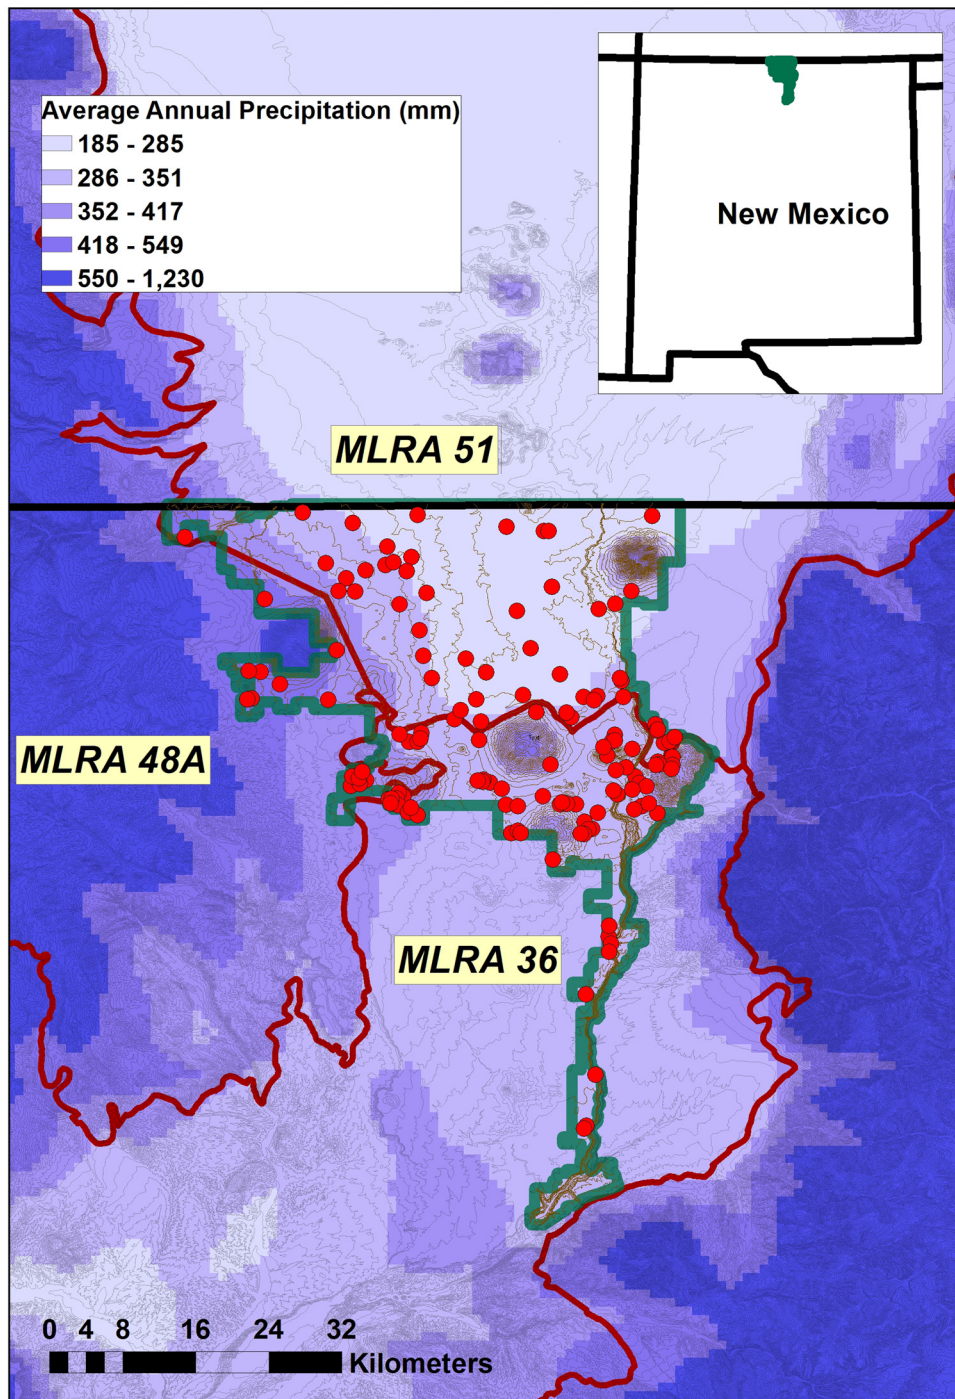 Average Annual Precipitation (mm)
185 - 285
286 - 351
352 - 417
418 - 549
550 - 1,230
New Mexico
MLRA 51
MLRA 48A
MLRA 36
0 4 8 16 24 32
Kilometers